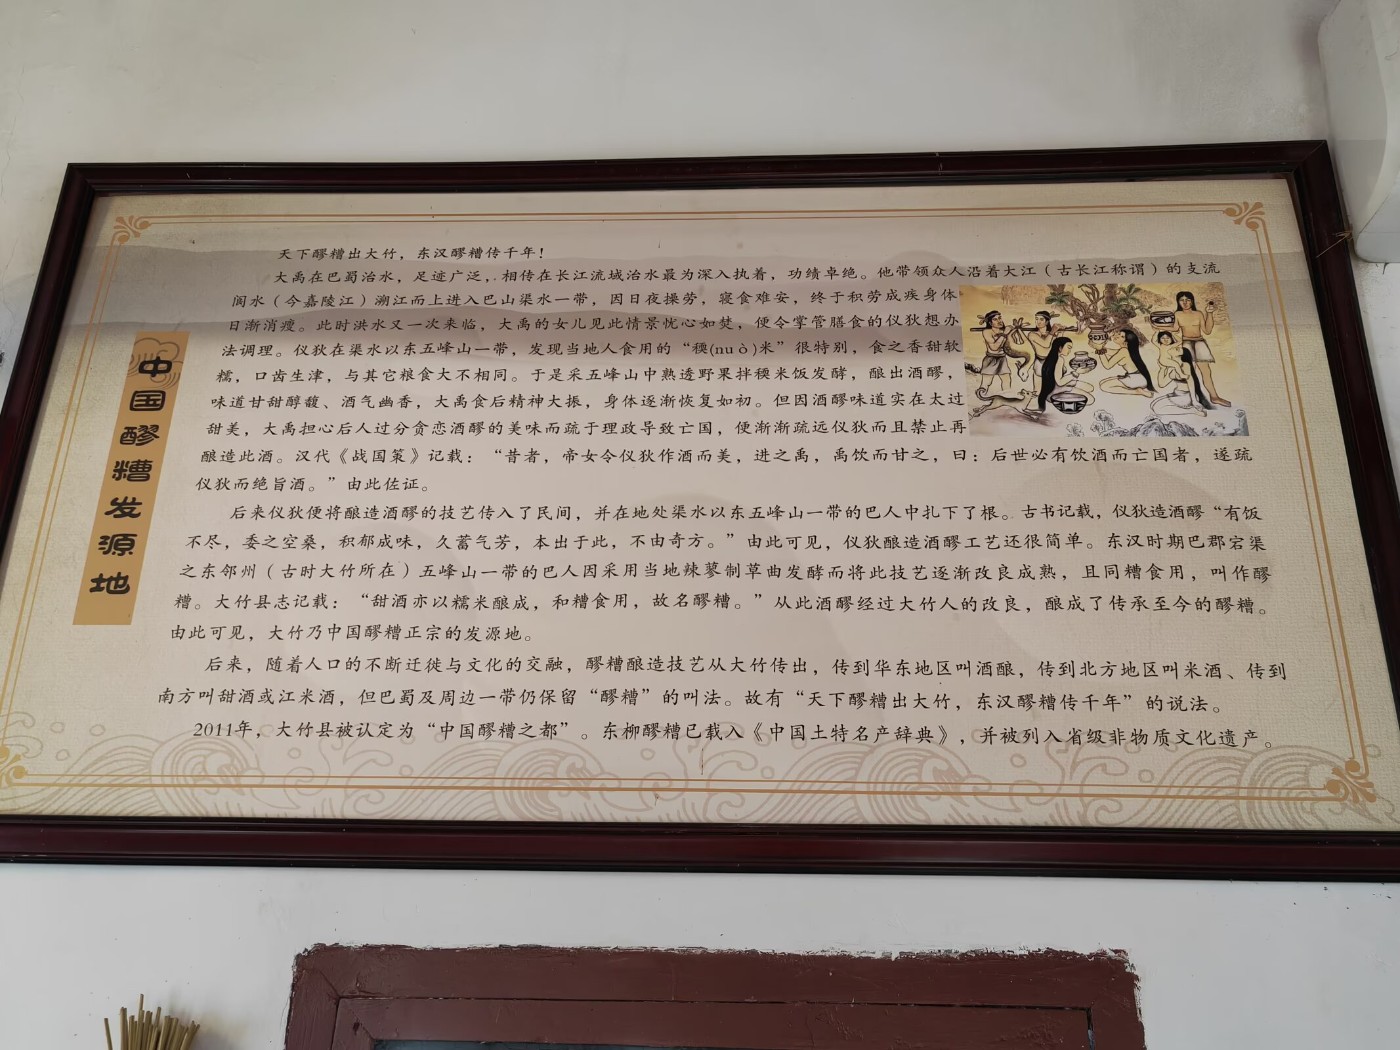 中国醪糟发源地
天下醪糟出大竹，东汉醪糟传千年！
大禹在巴蜀治水，足迹广泛，相传在长江流域治水最为深入执着，功绩卓绝。他带领众人沿着大江（古长江称谓）的支流
阆水（今嘉陵江）溯江而上进入巴山渠水一带，因日夜操劳，寝食难安，终于积劳成疾身体
日渐消瘦。此时洪水又一次来临，大禹的女儿见此情景忧心如焚，便令掌管膳食的仪狄想办
法调理。仪狄在渠水以东五峰山一带，发现当地人食用的“稬(nuò)米”很特别，食之香甜软
糯，口齿生津，与其它粮食大不相同。于是采五峰山中熟透野果拌稬米饭发酵，酿出酒醪，
味道甘甜醇馥、酒气幽香，大禹食后精神大振，身体逐渐恢复如初。但因酒醪味道实在太过
甜美，大禹担心后人过分贪恋酒醪的美味而疏于理政导致亡国，便渐渐疏远仪狄而且禁止再
酿造此酒。汉代《战国策》记载：“昔者，帝女令仪狄作酒而美，进之禹，禹饮而甘之，曰：后世必有饮酒而亡国者，遂疏
仪狄而绝旨酒。”由此佐证。
后来仪狄便将酿造酒醪的技艺传入了民间，并在地处渠水以东五峰山一带的巴人中扎下了根。古书记载，仪狄造酒醪“有饭
不尽，委之空桑，积郁成味，久蓄气芳，本出于此，不由奇方。”由此可见，仪狄酿造酒醪工艺还很简单。东汉时期巴郡宕渠
之东邻州（古时大竹所在）五峰山一带的巴人因采用当地辣蓼制草曲发酵而将此技艺逐渐改良成熟，且同糟食用，叫作醪
糟。大竹县志记载：“甜酒亦以糯米酿成，和糟食用，故名醪糟。”从此酒醪经过大竹人的改良，酿成了传承至今的醪糟。
由此可见，大竹乃中国醪糟正宗的发源地。
后来，随着人口的不断迁徙与文化的交融，醪糟酿造技艺从大竹传出，传到华东地区叫酒酿，传到北方地区叫米酒、传到
南方叫甜酒或江米酒，但巴蜀及周边一带仍保留“醪糟”的叫法。故有“天下醪糟出大竹，东汉醪糟传千年”的说法。
2011年，大竹县被认定为“中国醪糟之都”。东柳醪糟已载入《中国土特名产辞典》，并被列入省级非物质文化遗产。